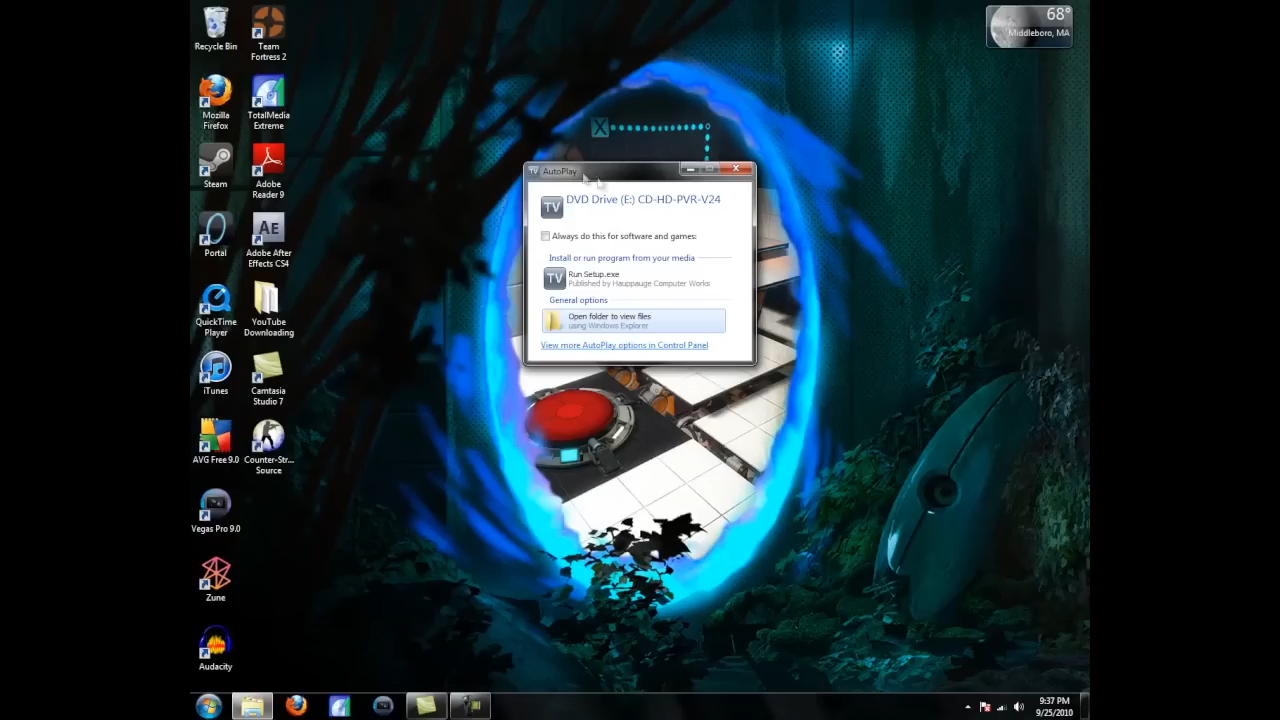 Recycle Bin
Team
Fortress 2
Mozilla
Firefox
TotalMedia
Extreme
Steam
Adobe
Reader 9
Portal
Adobe After
Effects CS4
QuickTime
Player
YouTube
Downloading
iTunes
Camtasia
Studio 7
AVG Free 9.0
Counter-Str...
Source
Vegas Pro 9.0
Zune
Audacity
68°
Middleboro, MA
X
TV AutoPlay
TV
DVD Drive (E:) CD-HD-PVR-V24
Always do this for software and games:
Install or run program from your media
TV
Run Setup.exe
Published by Hauppauge Computer Works
General options
Open folder to view files
using Windows Explorer
View more AutoPlay options in Control Panel
AE
9:37 PM
9/25/2010